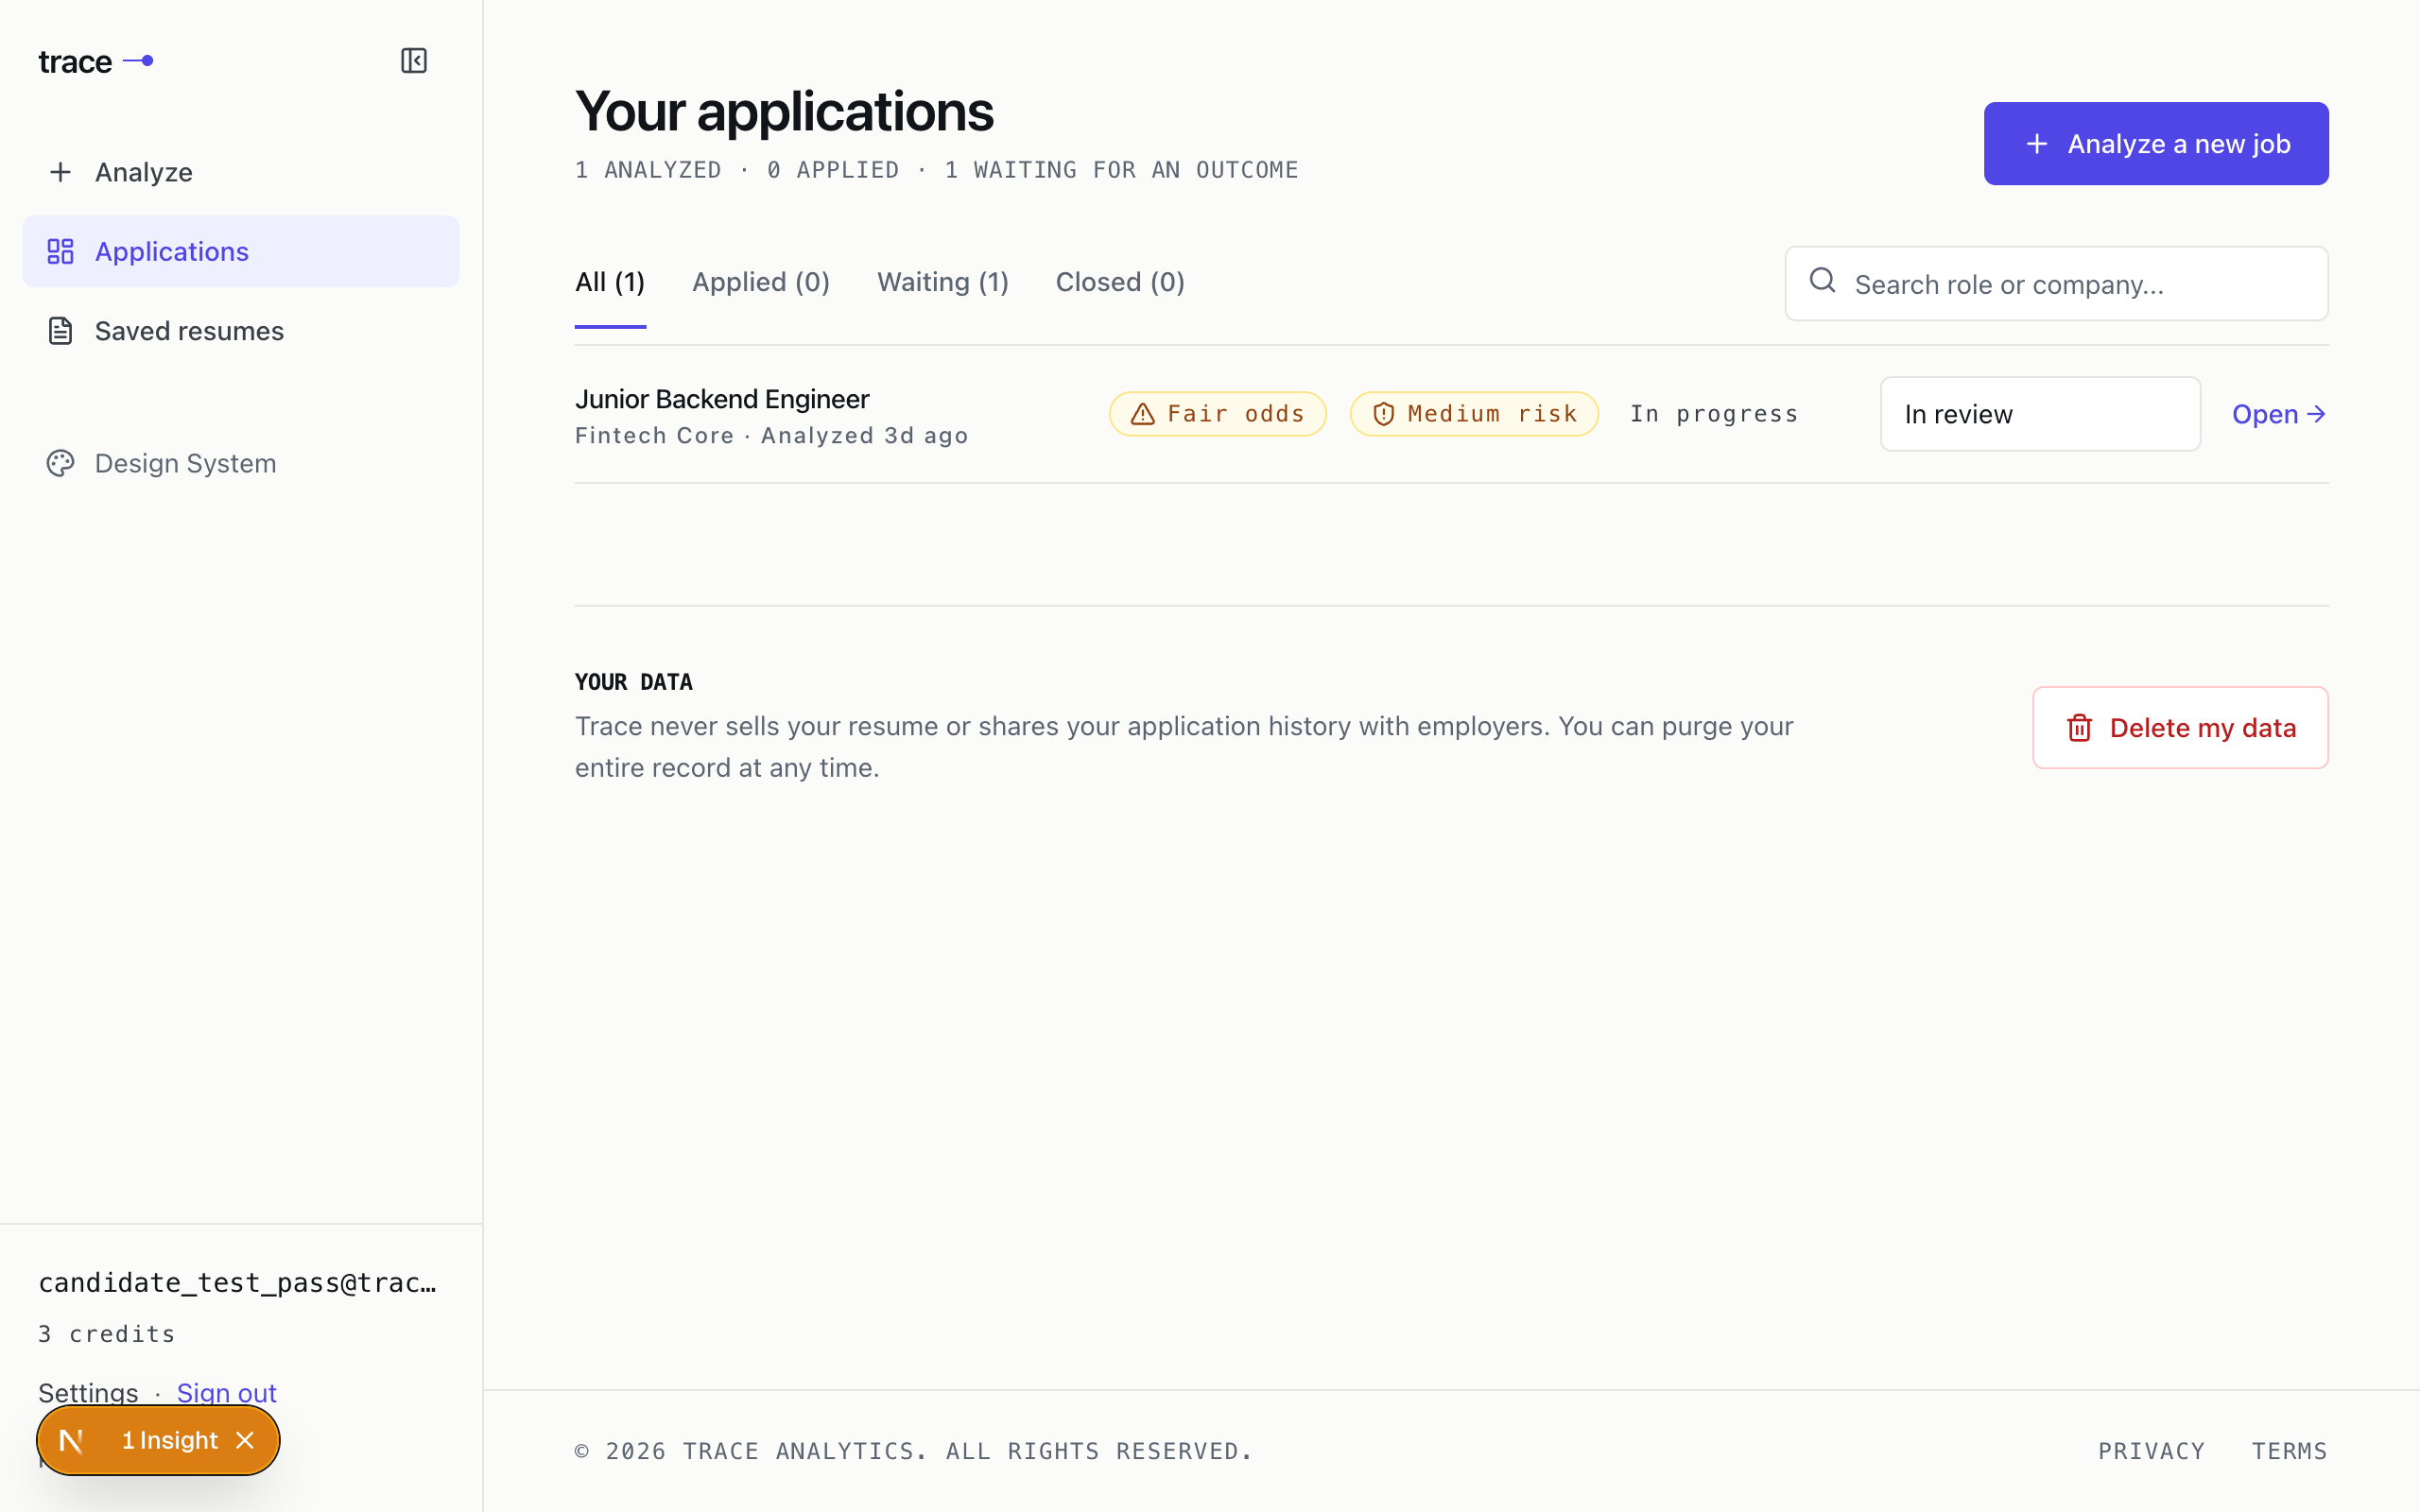 trace
Analyze
Applications
Saved resumes
Design System
candidate_test_pass@trac…
3 credits
Settings · Sign out
1 Insight
Your applications
1 ANALYZED · 0 APPLIED · 1 WAITING FOR AN OUTCOME
Analyze a new job
All (1) Applied (0) Waiting (1) Closed (0)
Search role or company...
Junior Backend Engineer
Fintech Core · Analyzed 3d ago
Fair odds Medium risk In progress In review Open →
YOUR DATA
Trace never sells your resume or shares your application history with employers. You can purge your
entire record at any time.
Delete my data
© 2026 TRACE ANALYTICS. ALL RIGHTS RESERVED.
PRIVACY TERMS